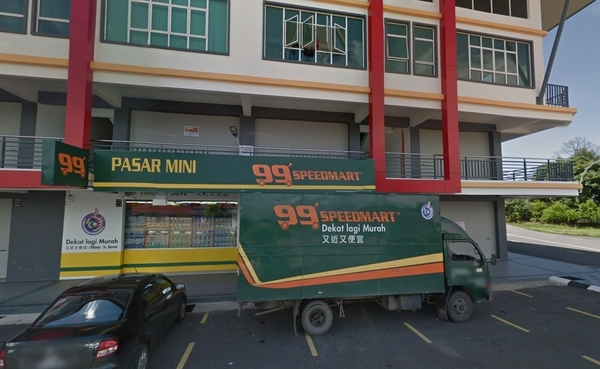 99
PASAR MINI
99 SPEEDMART
Dekat lagi Murah
99 SPEEDMART
Dekat lagi Murah
又近又便宜